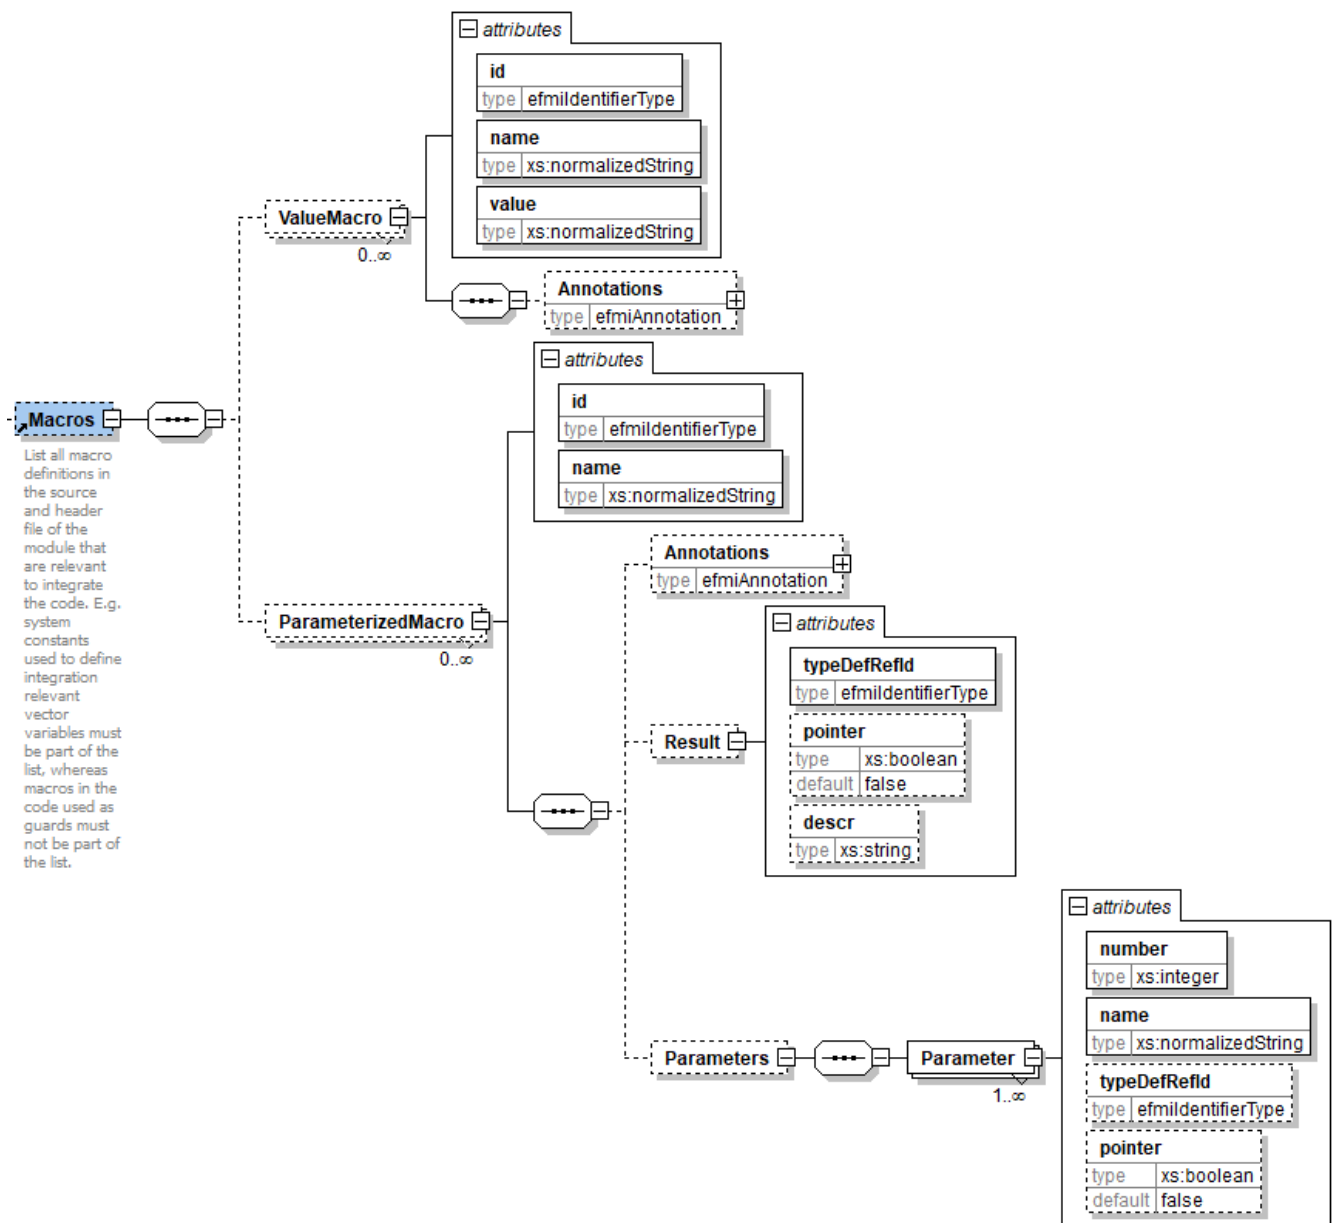 attributes
id
type efmiIdentifierType
name
type xs:normalizedString
value
type xs:normalizedString
ValueMacro
0..∞
Annotations
type efmiAnnotation
attributes
id
type efmiIdentifierType
name
type xs:normalizedString
Macros
List all macro
definitions in
the source
and header
file of the
module that
are relevant
to integrate
the code. E.g.
system
constants
used to define
integration
relevant
vector
variables must
be part of the
list, whereas
macros in the
code used as
guards must
not be part of
the list.
ParameterizedMacro
0..∞
Annotations
type efmiAnnotation
attributes
typeDefRefId
type efmiIdentifierType
pointer
type xs:boolean
default false
descr
type xs:string
Result
attributes
number
type xs:integer
name
type xs:normalizedString
typeDefRefId
type efmiIdentifierType
pointer
type xs:boolean
default false
Parameters
Parameter
1..∞